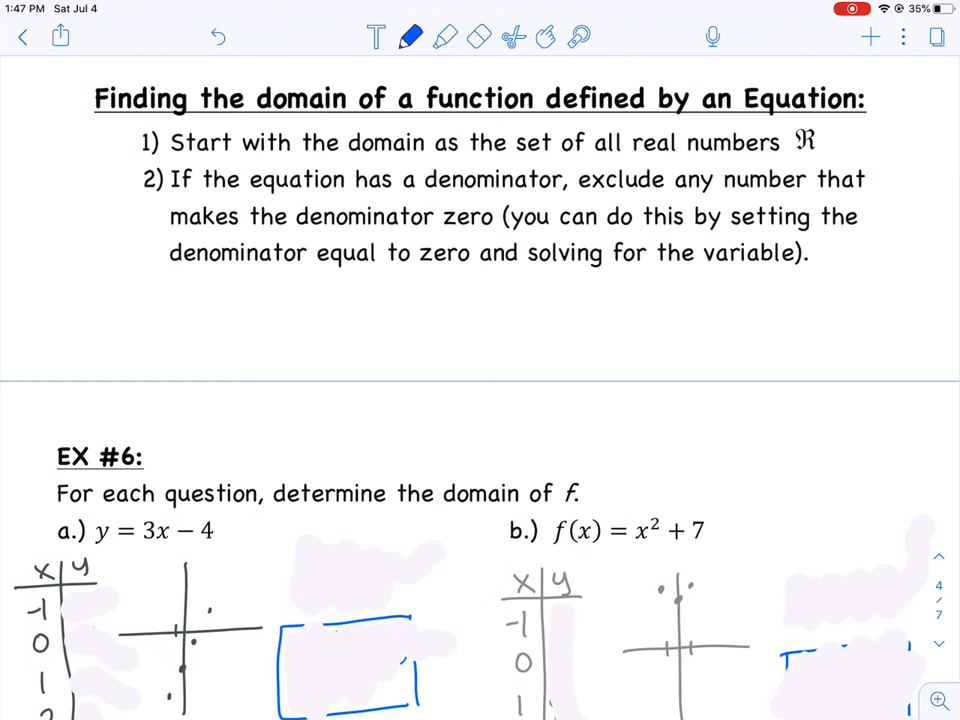 1:47 PM Sat Jul 4 35%
Finding the domain of a function defined by an Equation:
1) Start with the domain as the set of all real numbers ℜ
2) If the equation has a denominator, exclude any number that
makes the denominator zero (you can do this by setting the
denominator equal to zero and solving for the variable).
EX #6:
For each question, determine the domain of f.
a.) y = 3x − 4 b.) f(x) = x² + 7
x y
-1
0
1
2
x y
-1
0
1
4
/
7